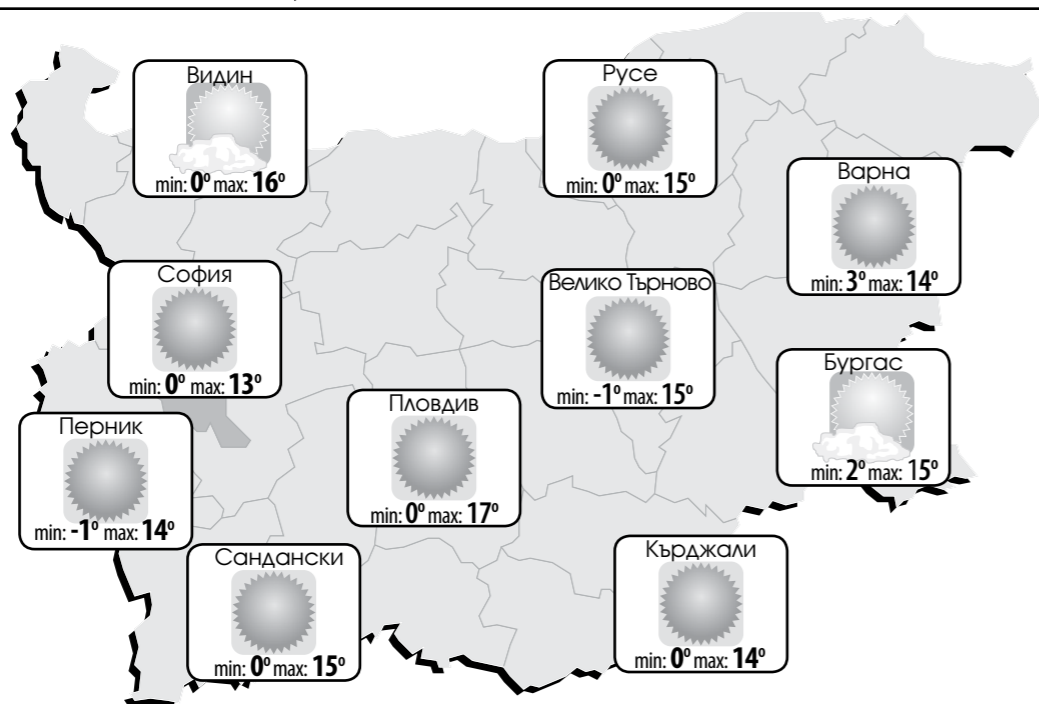 Видин
min: 0° max: 16°
Русе
min: 0° max: 15°
Варна
min: 3° max: 14°
София
min: 0° max: 13°
Велико Търново
min: -1° max: 15°
Бургас
min: 2° max: 15°
Пловдив
min: 0° max: 17°
Перник
min: -1° max: 14°
Сандански
min: 0° max: 15°
Кърджали
min: 0° max: 14°